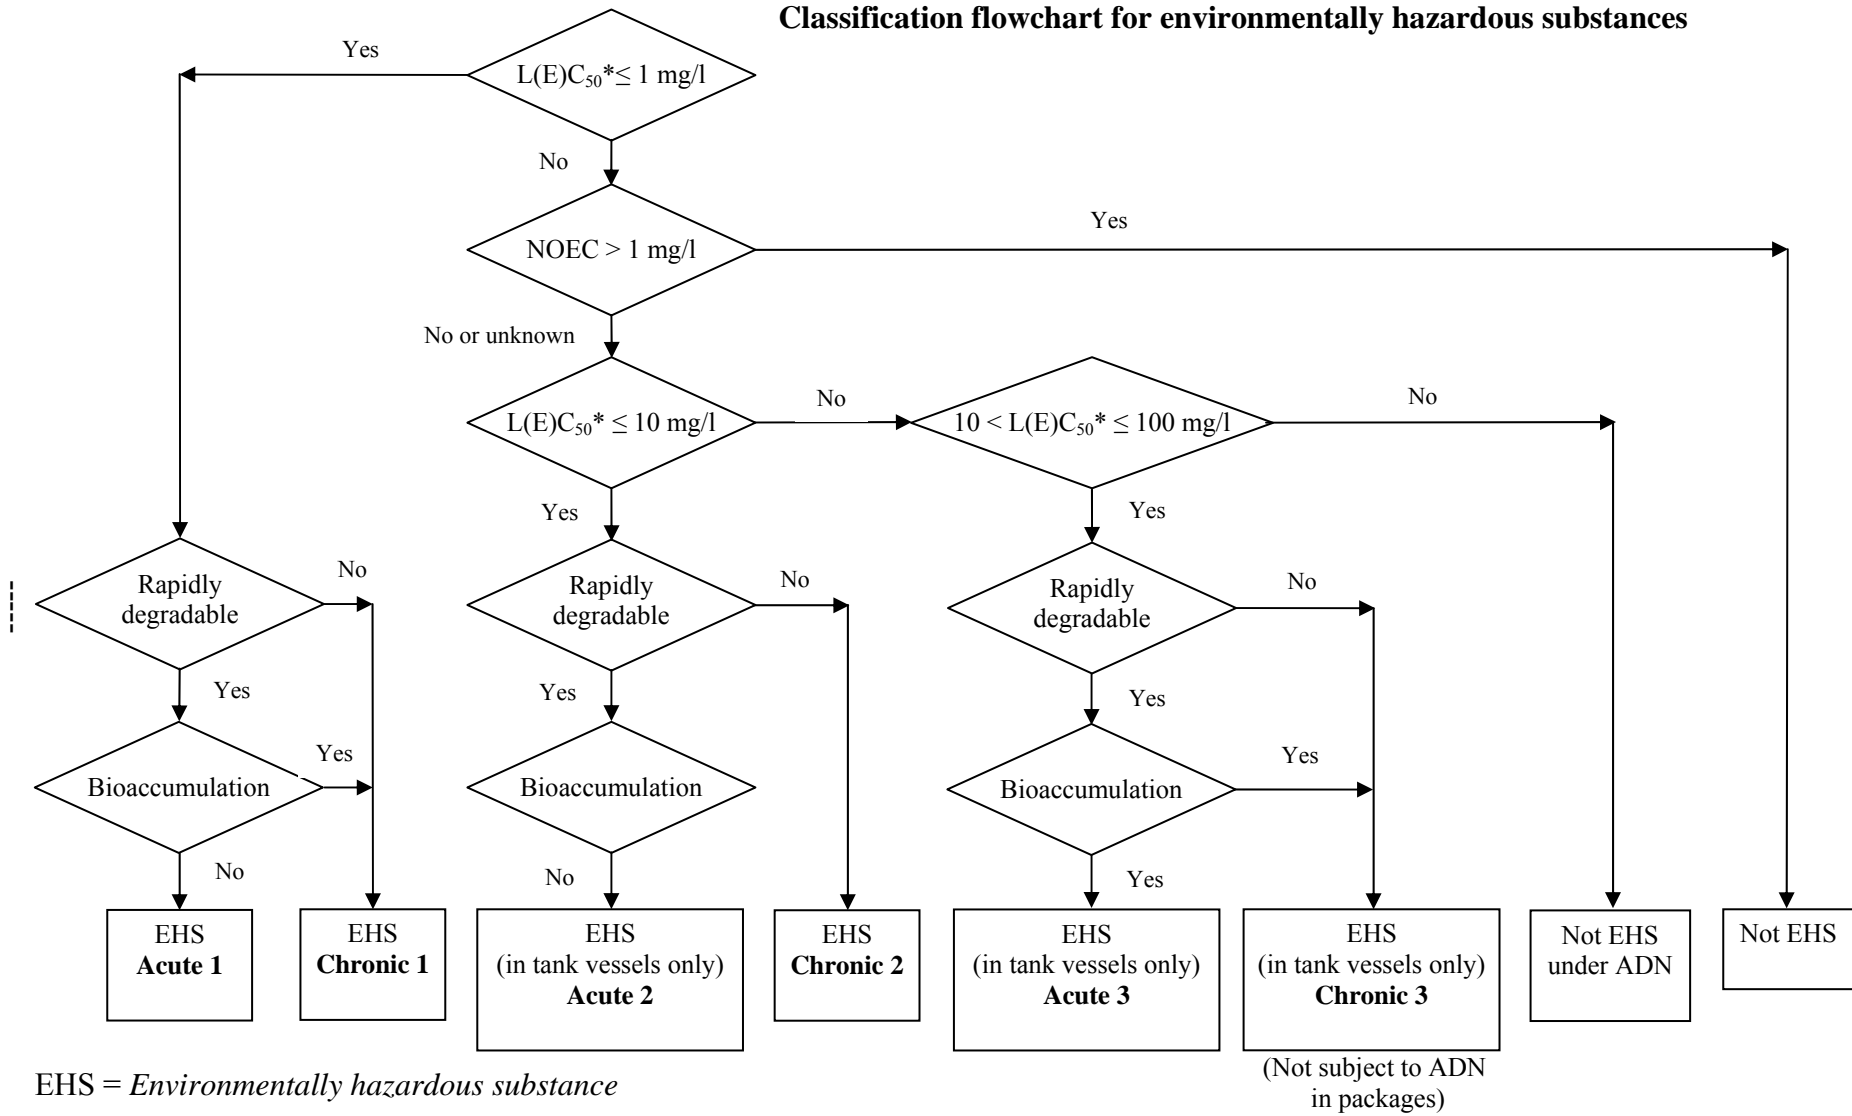 Classification flowchart for environmentally hazardous substances
Yes
L(E)C₅₀*≤ 1 mg/l
No
Yes
NOEC > 1 mg/l
No or unknown
L(E)C₅₀* ≤ 10 mg/l
No
10 < L(E)C₅₀* ≤ 100 mg/l
No
Yes
Yes
Rapidly
degradable
No
Rapidly
degradable
No
Rapidly
degradable
No
Yes
Yes
Yes
Bioaccumulation
Yes
Bioaccumulation
Bioaccumulation
Yes
No
No
Yes
EHS
Acute 1
EHS
Chronic 1
EHS
(in tank vessels only)
Acute 2
EHS
Chronic 2
EHS
(in tank vessels only)
Acute 3
EHS
(in tank vessels only)
Chronic 3
Not EHS
under ADN
Not EHS
(Not subject to ADN
in packages)
EHS = Environmentally hazardous substance